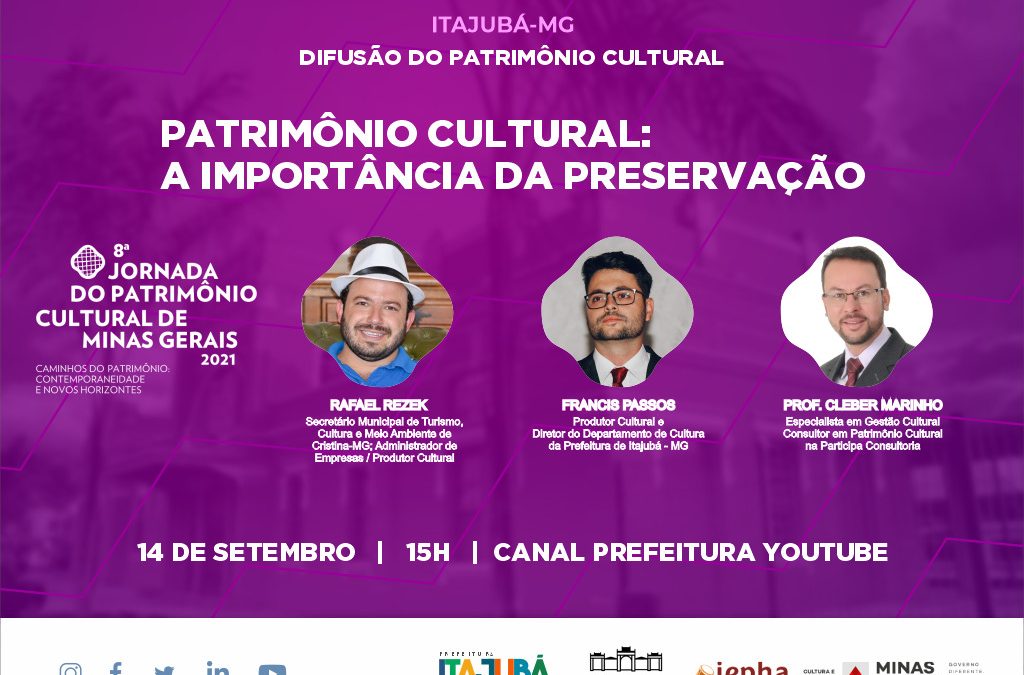 ITAJUBÁ-MG
DIFUSÃO DO PATRIMÔNIO CULTURAL
PATRIMÔNIO CULTURAL:
A IMPORTÂNCIA DA PRESERVAÇÃO
8ª
JORNADA
DO PATRIMÔNIO
CULTURAL DE
MINAS GERAIS
2021
CAMINHOS DO PATRIMÔNIO:
CONTEMPORANEIDADE
E NOVOS HORIZONTES
RAFAEL REZEK
Secretário Municipal de Turismo,
Cultura e Meio Ambiente de
Cristina-MG; Administrador de
Empresas / Produtor Cultural
FRANCIS PASSOS
Produtor Cultural e
Diretor do Departamento de Cultura
da Prefeitura de Itajubá - MG
PROF. CLEBER MARINHO
Especialista em Gestão Cultural
Consultor em Patrimônio Cultural
na Participa Consultoria
14 DE SETEMBRO | 15H | CANAL PREFEITURA YOUTUBE
PREFEITURA
ITAJUBÁ
iepha
CULTURA E
MINAS
GOVERNO
DIFERENTE.